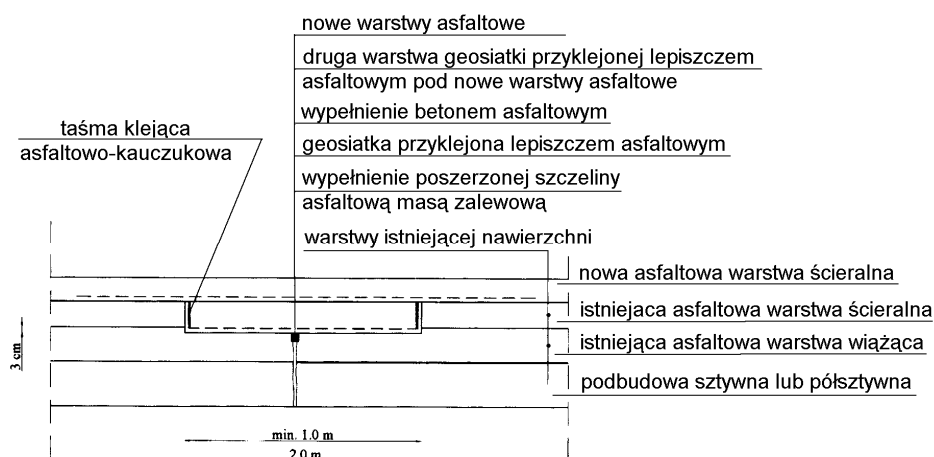 nowe warstwy asfaltowe
druga warstwa geosiatki przyklejonej lepiszczem
asfaltowym pod nowe warstwy asfaltowe
wypełnienie betonem asfaltowym
taśma klejąca
asfaltowo-kauczukowa
geosiatka przyklejona lepiszczem asfaltowym
wypełnienie poszerzonej szczeliny
asfaltową masą zalewową
warstwy istniejącej nawierzchni
nowa asfaltowa warstwa ścieralna
istniejaca asfaltowa warstwa ścieralna
istniejąca asfaltowa warstwa wiążąca
podbudowa sztywna lub półsztywna
3 cm
min. 1.0 m
2.0 m